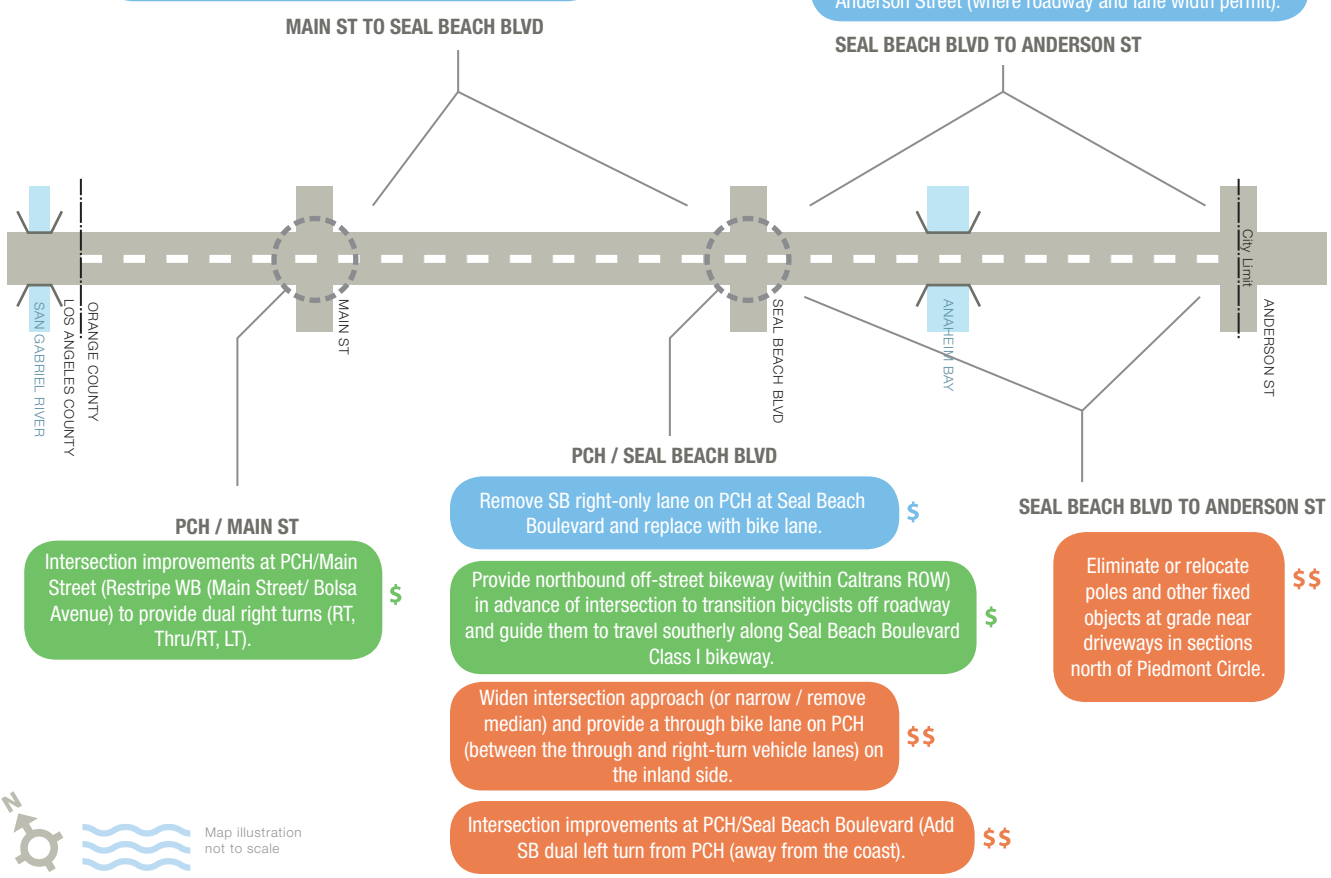 Anderson Street (where roadway and lane width permit).
MAIN ST TO SEAL BEACH BLVD
SEAL BEACH BLVD TO ANDERSON ST
SAN GABRIEL RIVER
LOS ANGELES COUNTY
ORANGE COUNTY
MAIN ST
SEAL BEACH BLVD
ANAHEIM BAY
City Limit
ANDERSON ST
PCH / MAIN ST
Intersection improvements at PCH/Main
Street (Restripe WB (Main Street/ Bolsa
Avenue) to provide dual right turns (RT,
Thru/RT, LT).
$
PCH / SEAL BEACH BLVD
Remove SB right-only lane on PCH at Seal Beach
Boulevard and replace with bike lane.
$
Provide northbound off-street bikeway (within Caltrans ROW)
in advance of intersection to transition bicyclists off roadway
and guide them to travel southerly along Seal Beach Boulevard
Class I bikeway.
$
Widen intersection approach (or narrow / remove
median) and provide a through bike lane on PCH
(between the through and right-turn vehicle lanes) on
the inland side.
$$
Intersection improvements at PCH/Seal Beach Boulevard (Add
SB dual left turn from PCH (away from the coast).
$$
SEAL BEACH BLVD TO ANDERSON ST
Eliminate or relocate
poles and other fixed
objects at grade near
driveways in sections
north of Piedmont Circle.
$$
N
Map illustration
not to scale